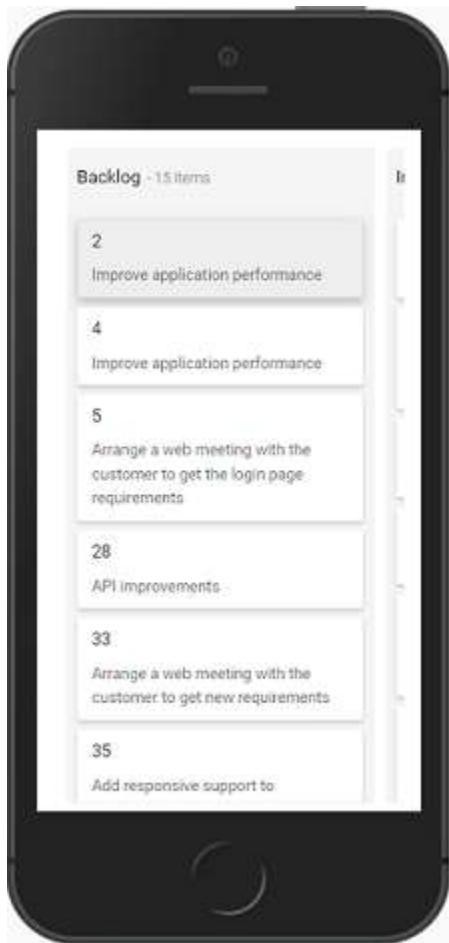 Backlog - 15 items
2
Improve application performance
4
Improve application performance
5
Arrange a web meeting with the
customer to get the login page
requirements
28
API improvements
33
Arrange a web meeting with the
customer to get new requirements
35
Add responsive support to